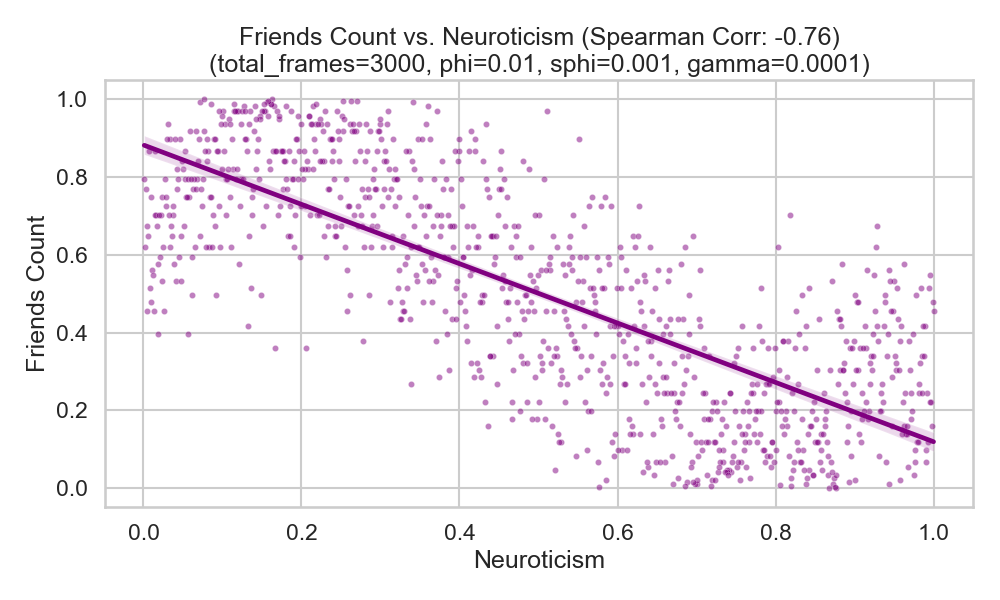 Friends Count vs. Neuroticism (Spearman Corr: -0.76)
(total_frames=3000, phi=0.01, sphi=0.001, gamma=0.0001)
Friends Count
1.0
0.8
0.6
0.4
0.2
0.0
0.0 0.2 0.4 0.6 0.8 1.0
Neuroticism